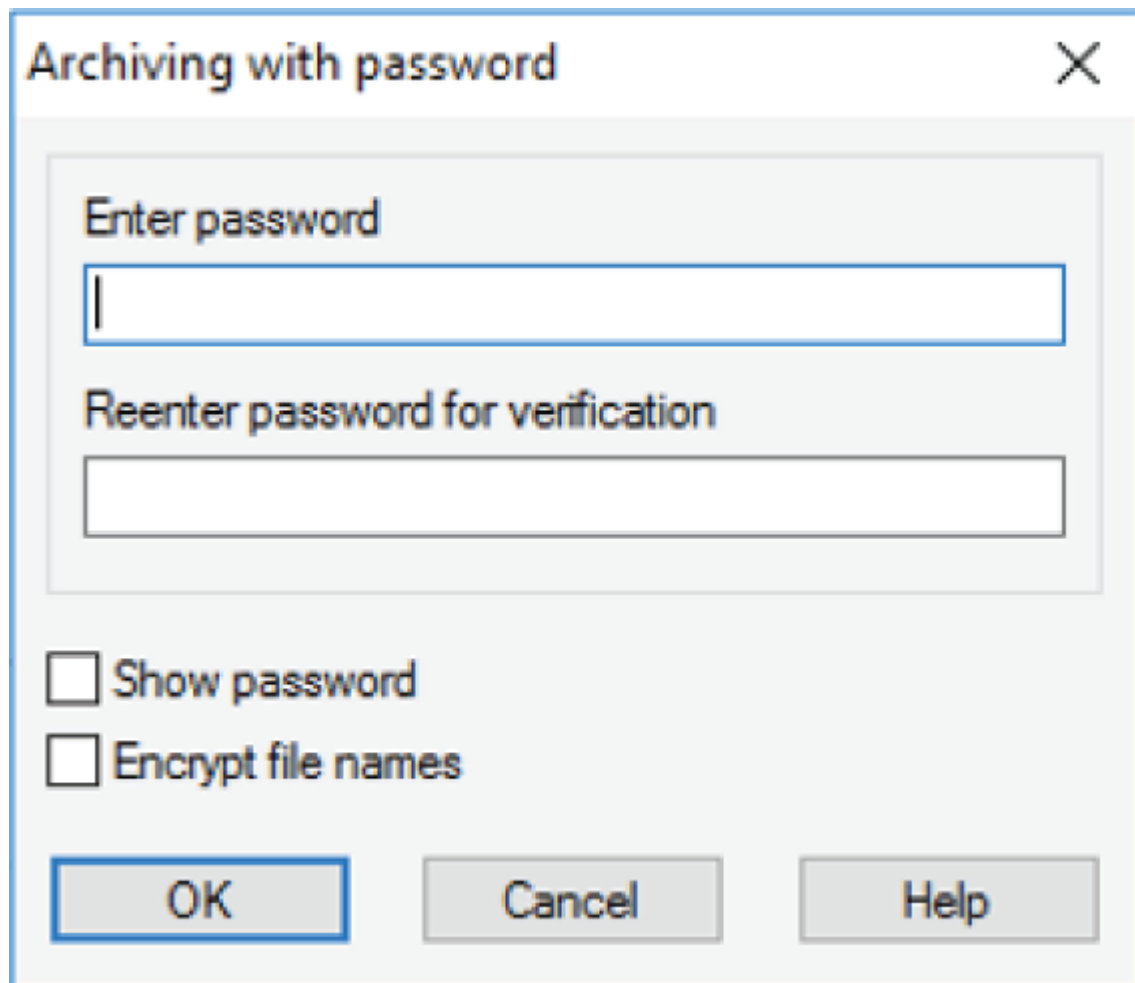 Archiving with password
Enter password
Reenter password for verification
Show password
Encrypt file names
OK Cancel Help